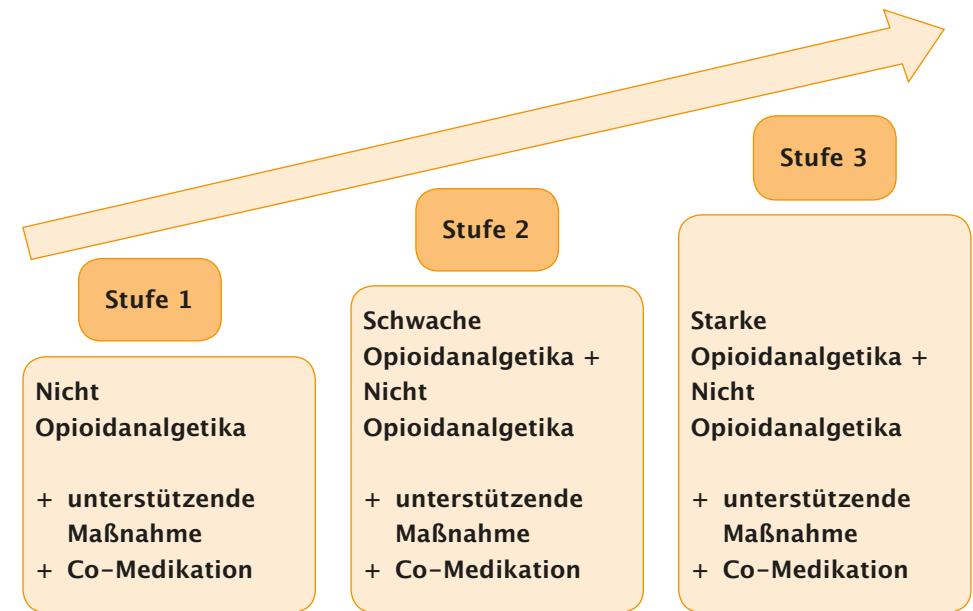 Stufe 1
Nicht
Opioidanalgetika
+ unterstützende
Maßnahme
+ Co-Medikation
Stufe 2
Schwache
Opioidanalgetika +
Nicht
Opioidanalgetika
+ unterstützende
Maßnahme
+ Co-Medikation
Stufe 3
Starke
Opioidanalgetika +
Nicht
Opioidanalgetika
+ unterstützende
Maßnahme
+ Co-Medikation